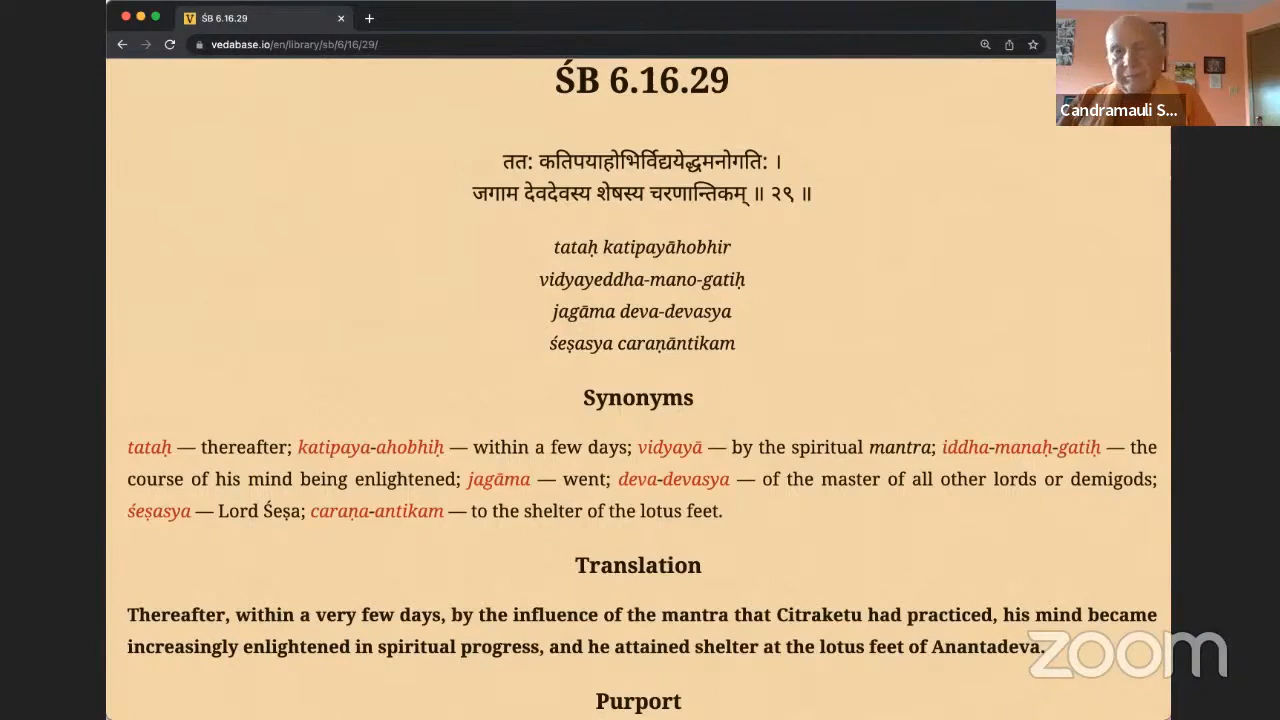 ŚB 6.16.29
vedabase.io/en/library/sb/6/16/29/
Candramauli S...
ŚB 6.16.29
तत: कतिपयाहोभिर्विद्ययेद्धमनोगति: ।
जगाम देवदेवस्य शेषस्य चरणान्तिकम् ॥ २९ ॥
tataḥ katipayāhobhir
vidyayeddha-mano-gatiḥ
jagāma deva-devasya
śeṣasya caraṇāntikam
Synonyms
tataḥ — thereafter; katipaya-ahobhiḥ — within a few days; vidyayā — by the spiritual mantra; iddha-manaḥ-gatiḥ — the
course of his mind being enlightened; jagāma — went; deva-devasya — of the master of all other lords or demigods;
śeṣasya — Lord Śeṣa; caraṇa-antikam — to the shelter of the lotus feet.
Translation
Thereafter, within a very few days, by the influence of the mantra that Citraketu had practiced, his mind became
increasingly enlightened in spiritual progress, and he attained shelter at the lotus feet of Anantadeva.
zoom
Purport